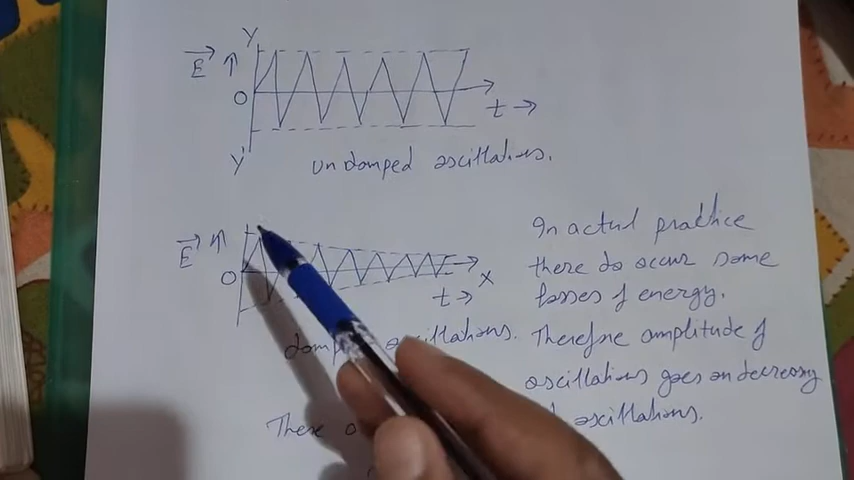 Y
E ↑
O
t →
Y'
undamped oscillations.
In actual practice
E ↑
there do occur some
O
x
t →
losses of energy.
damped oscillations. Therefore amplitude of
oscillations goes on decreasing
oscillations.
There